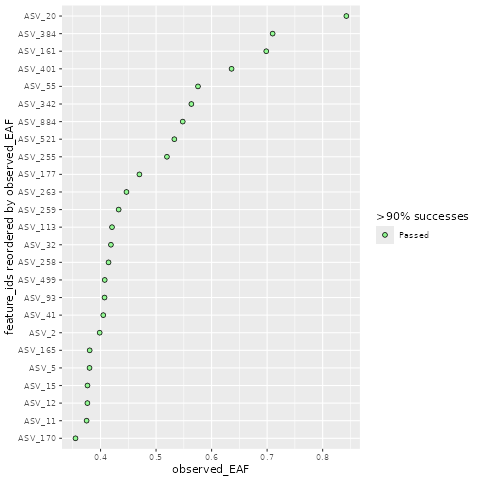 ASV_20
ASV_384
ASV_161
ASV_401
ASV_55
ASV_342
ASV_884
ASV_521
ASV_255
ASV_177
ASV_263
ASV_259
ASV_113
ASV_32
ASV_258
ASV_499
ASV_93
ASV_41
ASV_2
ASV_165
ASV_5
ASV_15
ASV_12
ASV_11
ASV_170
feature_ids reordered by observed_EAF
0.4 0.5 0.6 0.7 0.8
observed_EAF
>90% successes
Passed